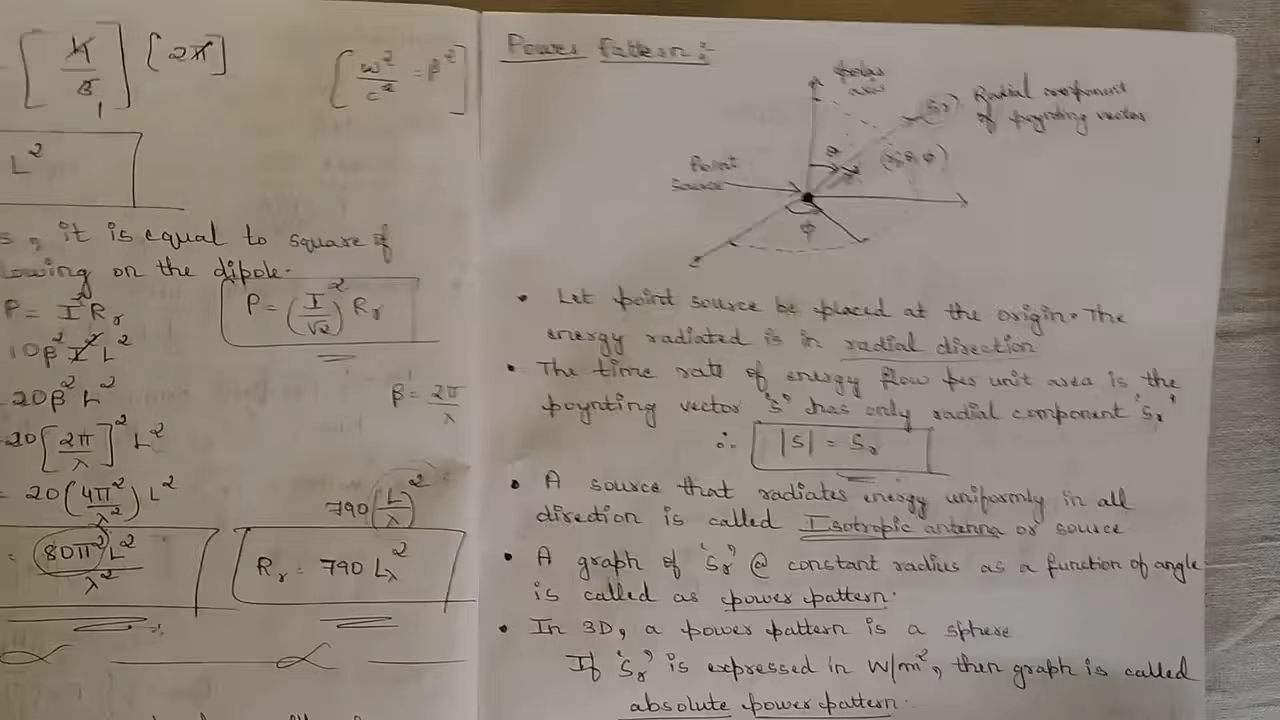 [π/β₁] [2π]
[ω²/c² = β²]
L²
s, it is equal to square of
lowing on the dipole.
P = I²Rᵣ
P = (I/√2)² Rᵣ
10β²I²L²
20β²L²
β = 2π/λ
20[2π/λ]² L²
= 20(4π²/λ²) L²
790(L/λ)²
= 80π² L²/λ²
Rᵣ = 790 Lλ²
Power Pattern:-
polar
axis
Sᵣ, Radial component
of poynting vector
θ
(r, θ, φ)
Point
source
φ
• Let point source be placed at the origin. The
energy radiated is in radial direction
• The time rate of energy flow per unit area is the
poynting vector 's' has only radial component 'Sᵣ'
∴ |S| = Sᵣ
• A source that radiates energy uniformly in all
direction is called Isotropic antenna or source
• A graph of 'Sᵣ' @ constant radius as a function of angle
is called as power pattern.
• In 3D, a power pattern is a sphere
If 'Sᵣ' is expressed in W/m², then graph is called
absolute power pattern.